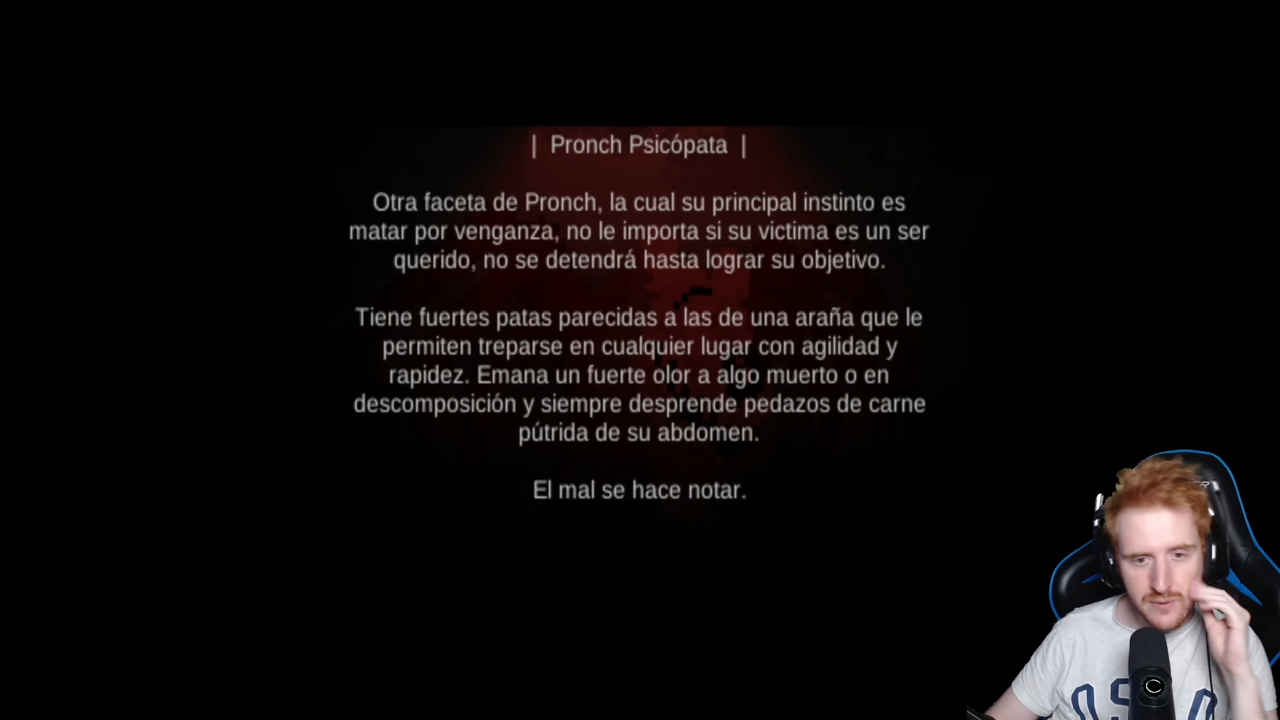 | Pronch Psicópata |
Otra faceta de Pronch, la cual su principal instinto es
matar por venganza, no le importa si su victima es un ser
querido, no se detendrá hasta lograr su objetivo.
Tiene fuertes patas parecidas a las de una araña que le
permiten treparse en cualquier lugar con agilidad y
rapidez. Emana un fuerte olor a algo muerto o en
descomposición y siempre desprende pedazos de carne
pútrida de su abdomen.
El mal se hace notar.